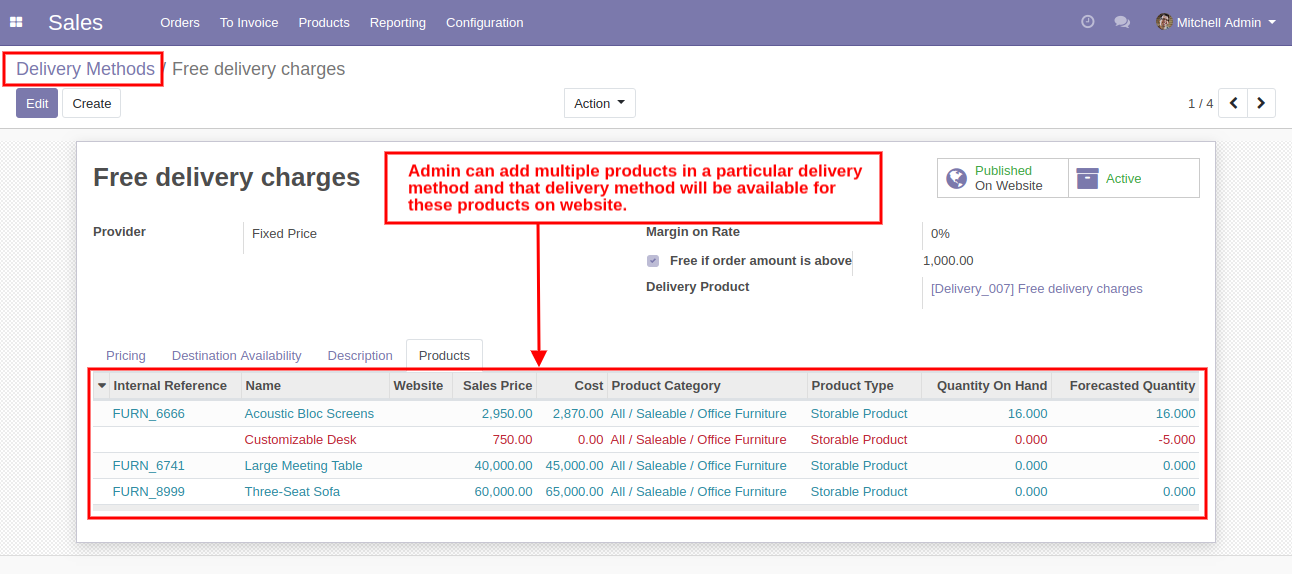 Sales Orders To Invoice Products Reporting Configuration Mitchell Admin
Delivery Methods / Free delivery charges
Edit Create Action 1 / 4
Free delivery charges
Admin can add multiple products in a particular delivery
method and that delivery method will be available for
these products on website.
Published
On Website
Active
Provider Fixed Price
Margin on Rate 0%
Free if order amount is above 1,000.00
Delivery Product [Delivery_007] Free delivery charges
Pricing Destination Availability Description Products
Internal Reference Name Website Sales Price Cost Product Category Product Type Quantity On Hand Forecasted Quantity
FURN_6666 Acoustic Bloc Screens 2,950.00 2,870.00 All / Saleable / Office Furniture Storable Product 16.000 16.000
Customizable Desk 750.00 0.00 All / Saleable / Office Furniture Storable Product 0.000 -5.000
FURN_6741 Large Meeting Table 40,000.00 45,000.00 All / Saleable / Office Furniture Storable Product 0.000 0.000
FURN_8999 Three-Seat Sofa 60,000.00 65,000.00 All / Saleable / Office Furniture Storable Product 0.000 0.000